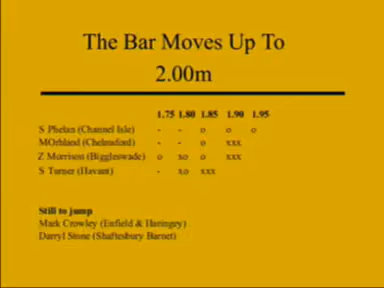 The Bar Moves Up To
2.00m
1.75 1.80 1.85 1.90 1.95
S Phelan (Channel Isle) - - o o o
M Orhland (Chelmsford) - - o xxx
Z Morrison (Biggleswade) o xo o xxx
S Turner (Havant) - xo xxx
Still to jump
Mark Crowley (Enfield & Haringey)
Darryl Stone (Shaftesbury Barnet)